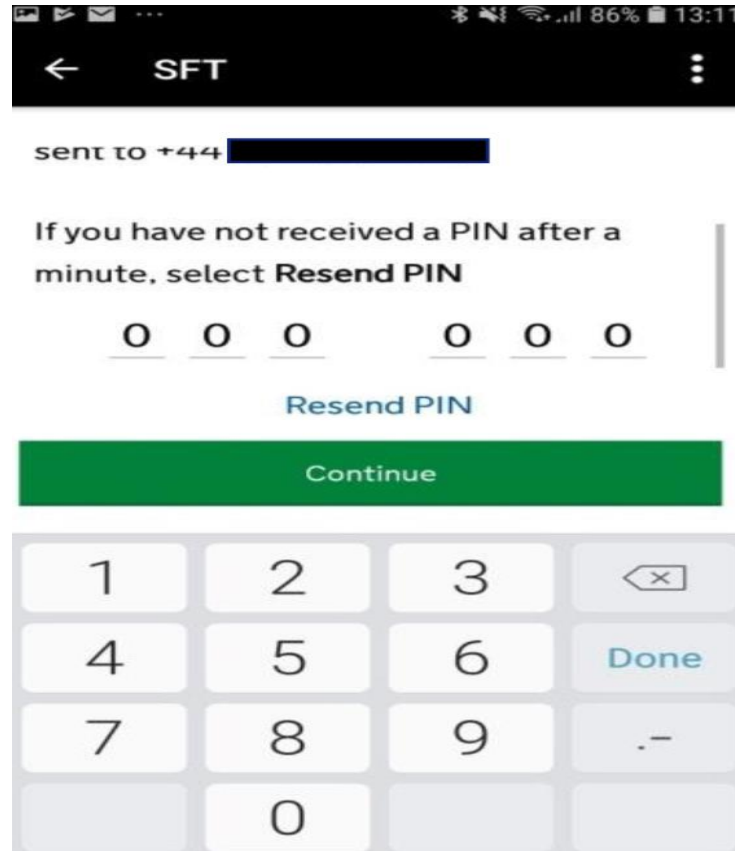 ... 86% 13:11
SFT
sent to +44
If you have not received a PIN after a
minute, select Resend PIN
0 0 0 0 0 0
Resend PIN
Continue
1 2 3
4 5 6 Done
7 8 9 .-
0